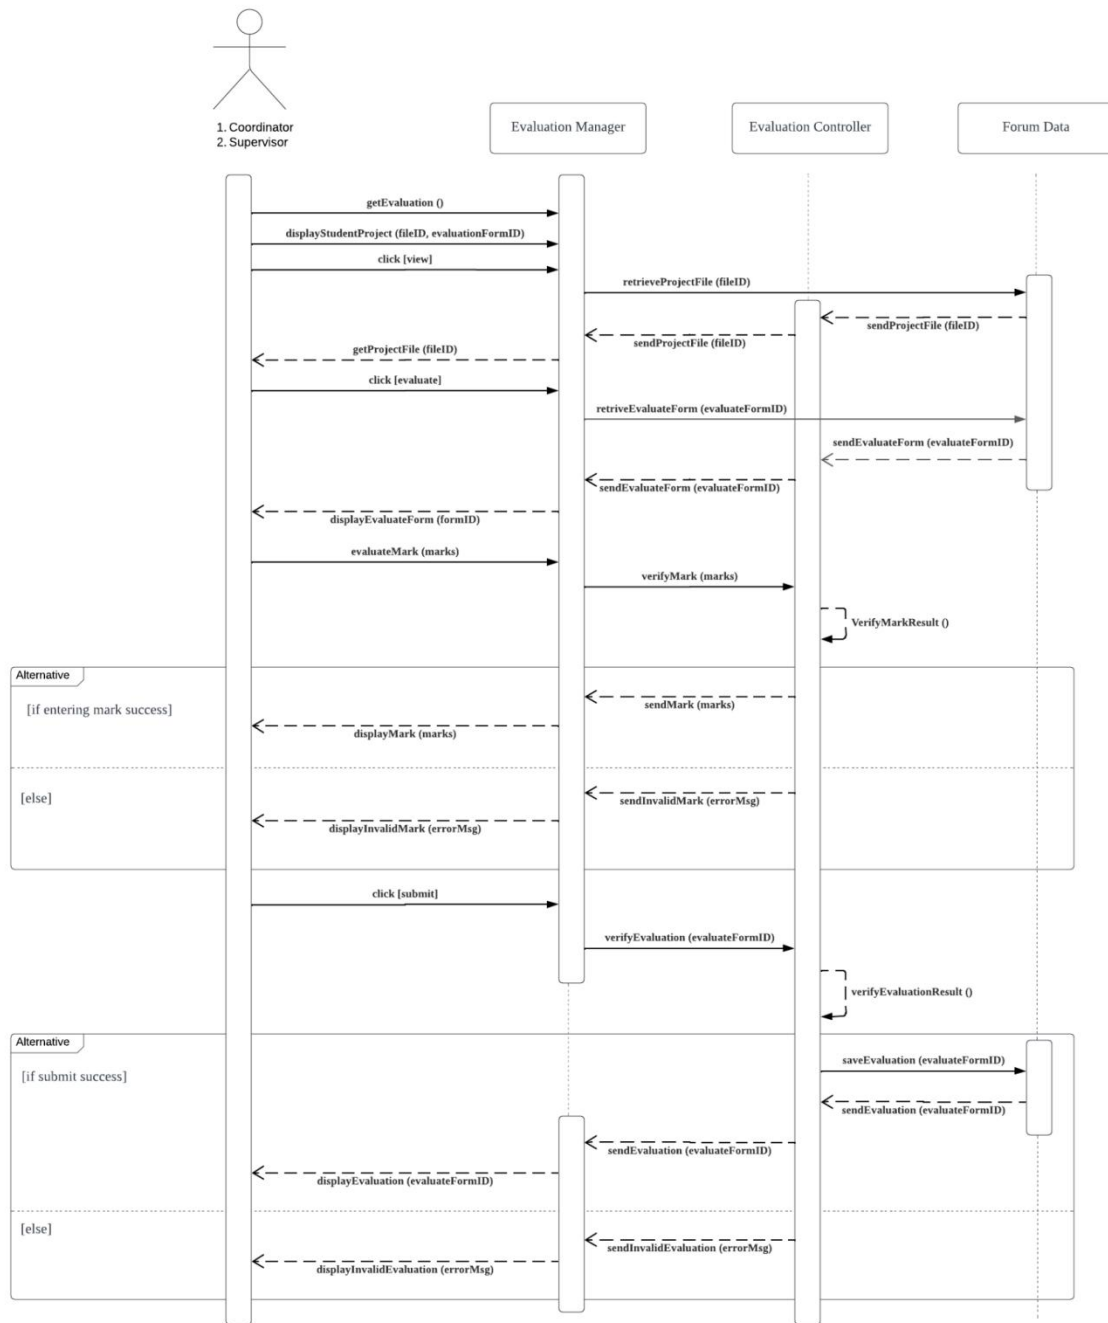 1. Coordinator
2. Supervisor
Evaluation Manager
Evaluation Controller
Forum Data
getEvaluation ()
displayStudentProject (fileID, evaluationFormID)
click [view]
retrieveProjectFile (fileID)
sendProjectFile (fileID)
sendProjectFile (fileID)
getProjectFile (fileID)
click [evaluate]
retriveEvaluateForm (evaluateFormID)
sendEvaluateForm (evaluateFormID)
sendEvaluateForm (evaluateFormID)
displayEvaluateForm (formID)
evaluateMark (marks)
verifyMark (marks)
VerifyMarkResult ()
Alternative
[if entering mark success]
sendMark (marks)
displayMark (marks)
[else]
sendInvalidMark (errorMsg)
displayInvalidMark (errorMsg)
click [submit]
verifyEvaluation (evaluateFormID)
verifyEvaluationResult ()
Alternative
[if submit success]
saveEvaluation (evaluateFormID)
sendEvaluation (evaluateFormID)
sendEvaluation (evaluateFormID)
displayEvaluation (evaluateFormID)
[else]
sendInvalidEvaluation (errorMsg)
displayInvalidEvaluation (errorMsg)